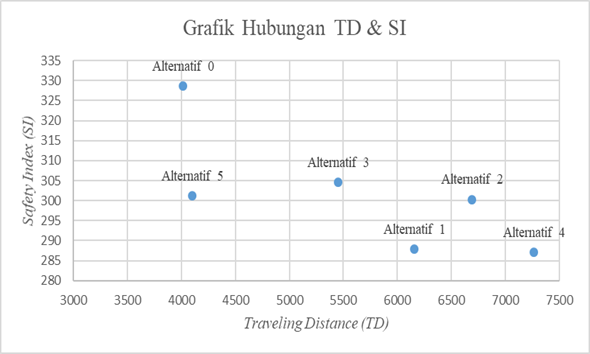 Grafik Hubungan TD & SI
Safety Index (SI)
335
330
325
320
315
310
305
300
295
290
285
280
Alternatif 0
Alternatif 5
Alternatif 3
Alternatif 2
Alternatif 1
Alternatif 4
3000 3500 4000 4500 5000 5500 6000 6500 7000 7500
Traveling Distance (TD)